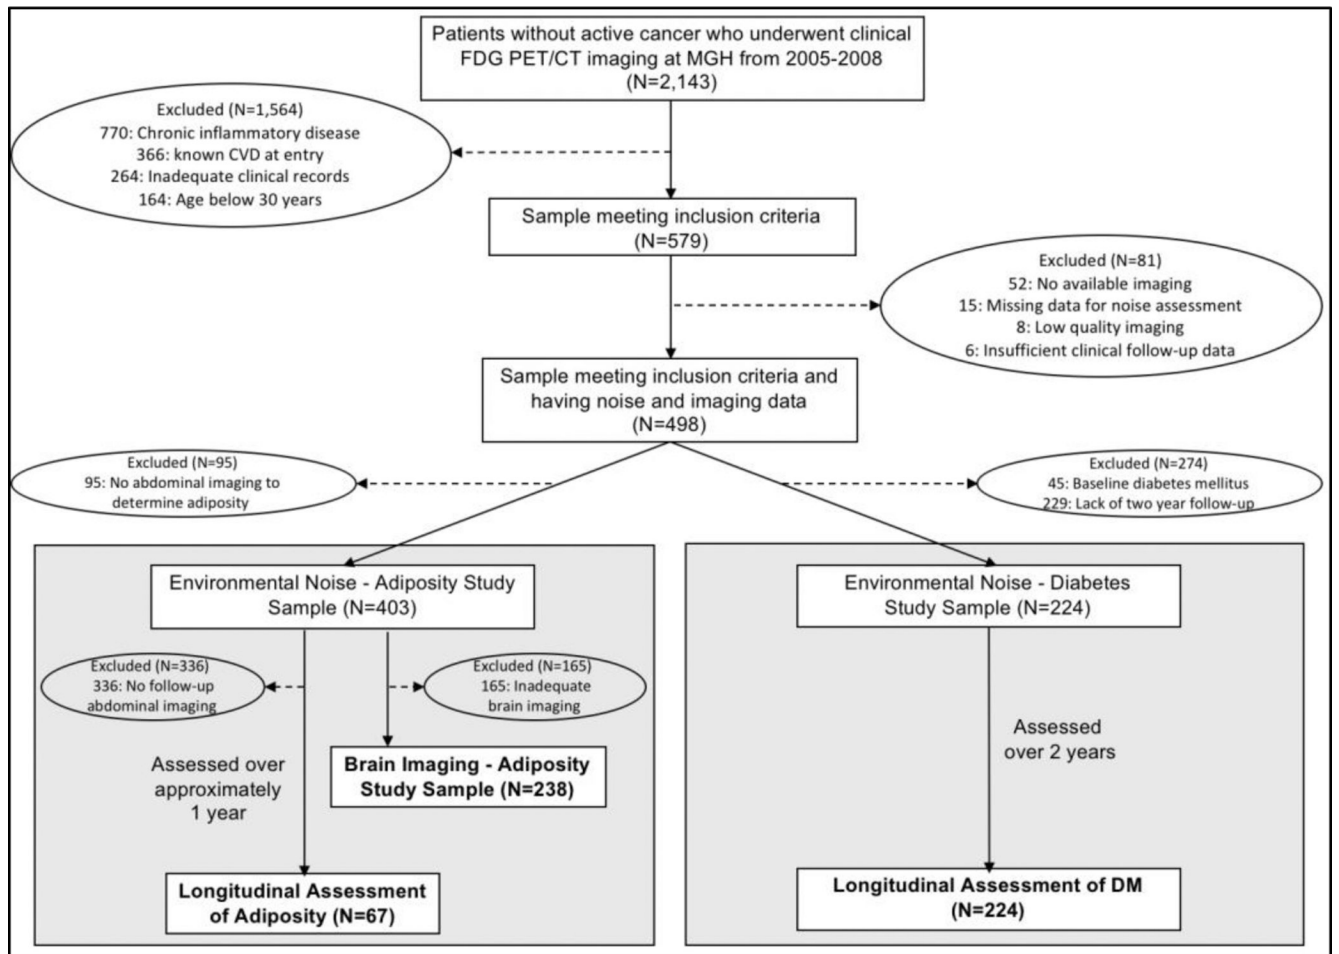 Patients without active cancer who underwent clinical
FDG PET/CT imaging at MGH from 2005-2008
(N=2,143)
Excluded (N=1,564)
770: Chronic inflammatory disease
366: known CVD at entry
264: Inadequate clinical records
164: Age below 30 years
Sample meeting inclusion criteria
(N=579)
Excluded (N=81)
52: No available imaging
15: Missing data for noise assessment
8: Low quality imaging
6: Insufficient clinical follow-up data
Sample meeting inclusion criteria and
having noise and imaging data
(N=498)
Excluded (N=95)
95: No abdominal imaging to
determine adiposity
Excluded (N=274)
45: Baseline diabetes mellitus
229: Lack of two year follow-up
Environmental Noise - Adiposity Study
Sample (N=403)
Environmental Noise - Diabetes
Study Sample (N=224)
Excluded (N=336)
336: No follow-up
abdominal imaging
Excluded (N=165)
165: Inadequate
brain imaging
Assessed over
approximately
1 year
Brain Imaging - Adiposity
Study Sample (N=238)
Assessed
over 2 years
Longitudinal Assessment
of Adiposity (N=67)
Longitudinal Assessment of DM
(N=224)